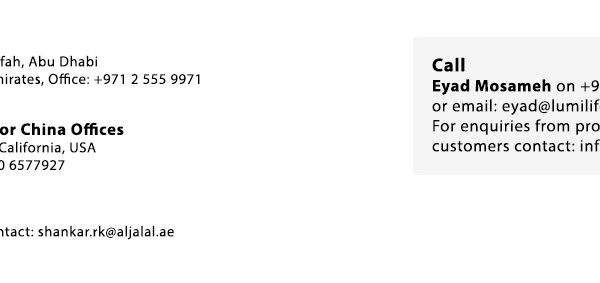 fah, Abu Dhabi
nirates, Office: +971 2 555 9971
or China Offices
California, USA
0 6577927
ntact: shankar.rk@aljalal.ae
Call
Eyad Mosameh on +9
or email: eyad@lumilif
For enquiries from pro
customers contact: inf